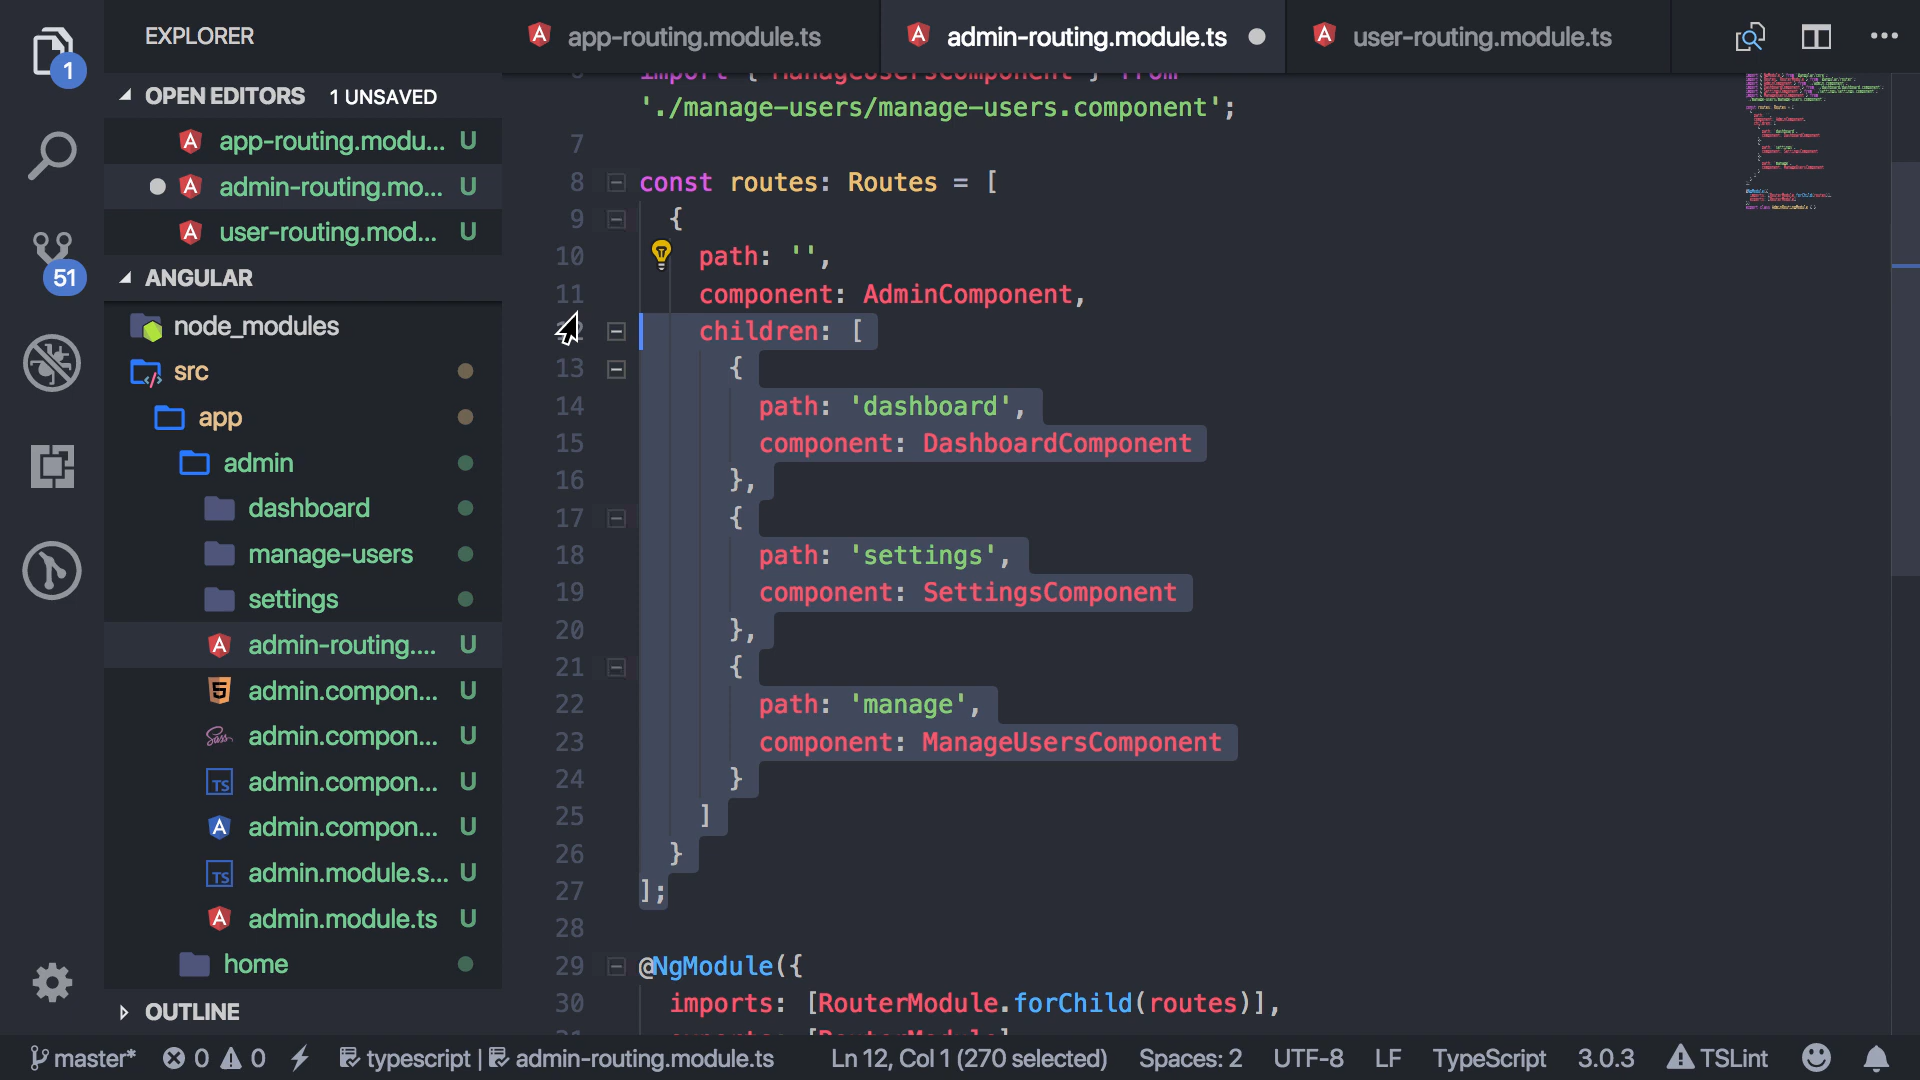 EXPLORER
app-routing.module.ts
admin-routing.module.ts
user-routing.module.ts
1
OPEN EDITORS 1 UNSAVED
app-routing.modu... U
admin-routing.mo... U
user-routing.mod... U
51
ANGULAR
node_modules
src
app
admin
dashboard
manage-users
settings
admin-routing.... U
admin.compon... U
admin.compon... U
admin.compon... U
admin.compon... U
admin.module.s... U
admin.module.ts U
home
OUTLINE
import { ManageUsersComponent } from
'./manage-users/manage-users.component';
7
8 const routes: Routes = [
9 {
10 path: '',
11 component: AdminComponent,
children: [
13 {
14 path: 'dashboard',
15 component: DashboardComponent
16 },
17 {
18 path: 'settings',
19 component: SettingsComponent
20 },
21 {
22 path: 'manage',
23 component: ManageUsersComponent
24 }
25 ]
26 }
27 ];
28
29 @NgModule({
30 imports: [RouterModule.forChild(routes)],
master* 0 0 typescript | admin-routing.module.ts Ln 12, Col 1 (270 selected) Spaces: 2 UTF-8 LF TypeScript 3.0.3 TSLint